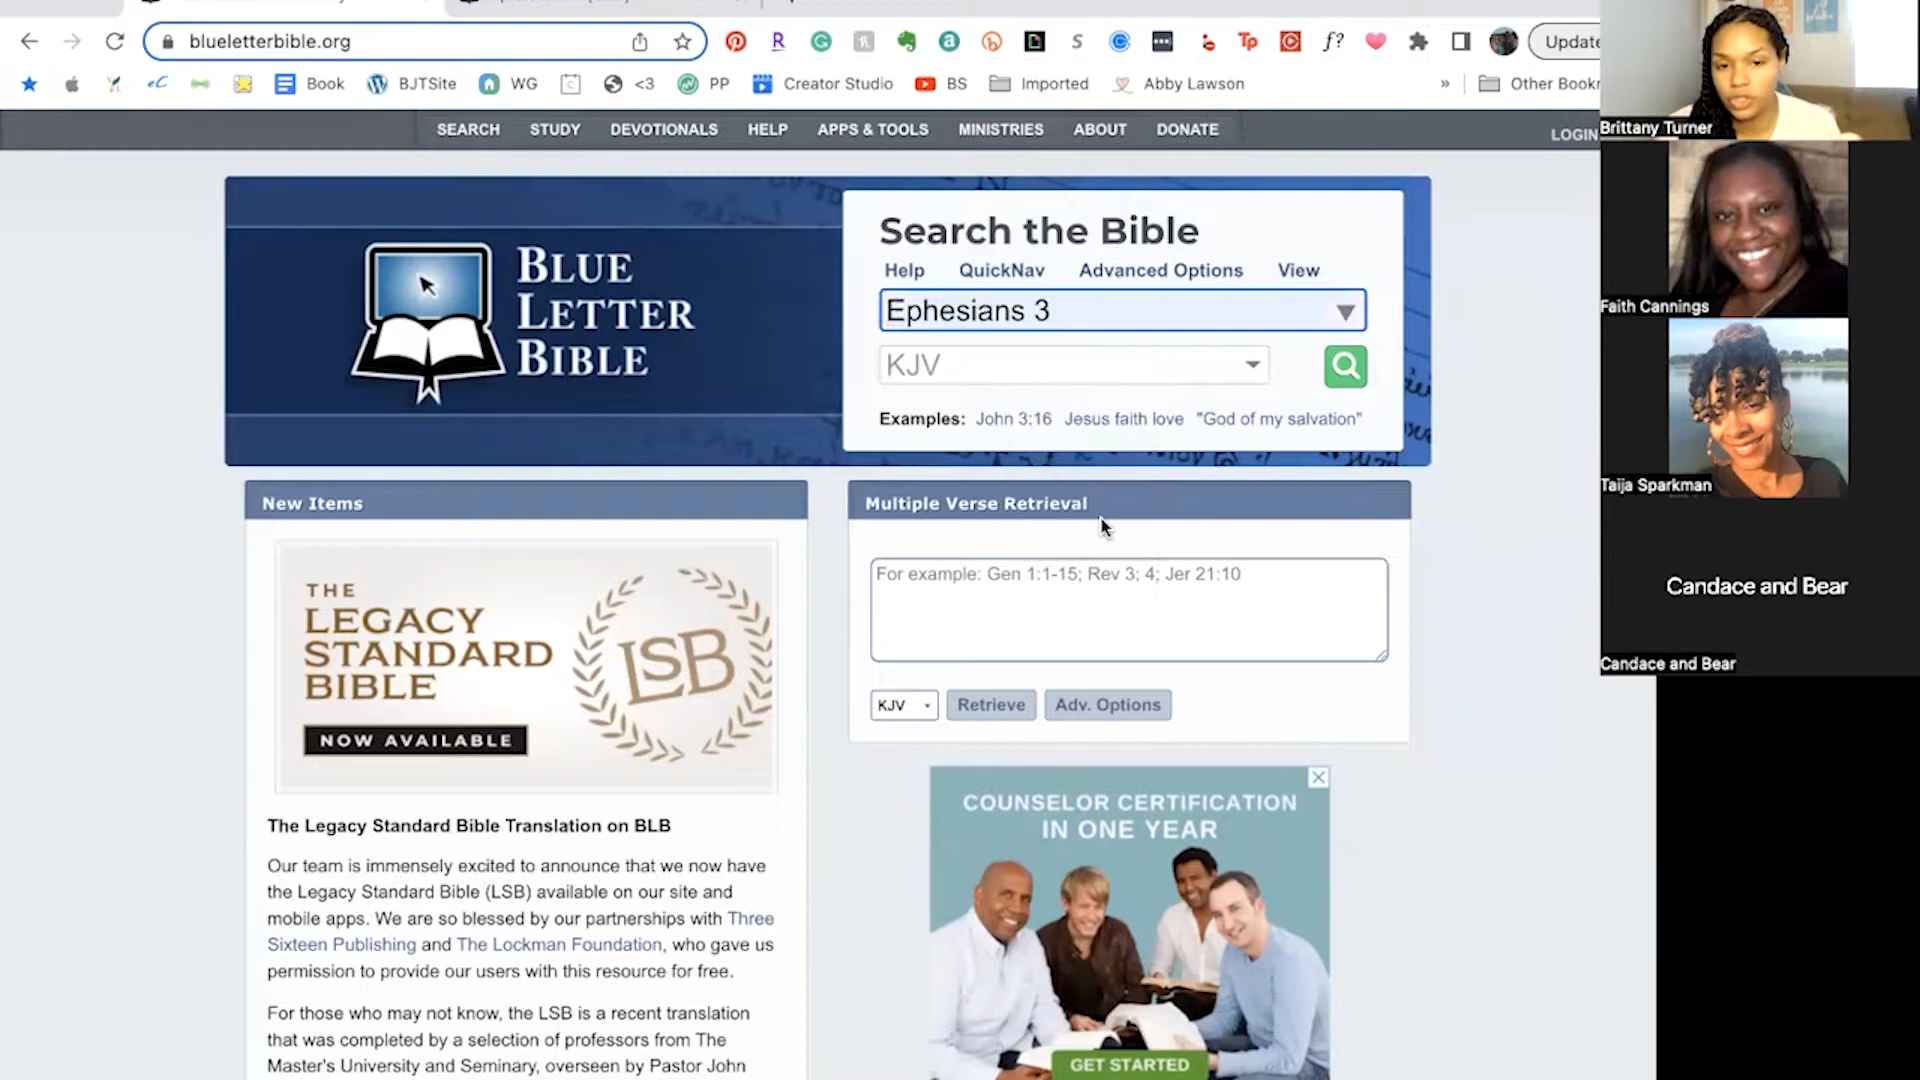 blueletterbible.org
Update
Book
BJTSite
WG
<3
PP
Creator Studio
BS
Imported
Abby Lawson
»
Other Bookr
SEARCH
STUDY
DEVOTIONALS
HELP
APPS & TOOLS
MINISTRIES
ABOUT
DONATE
LOGIN
BLUE
LETTER
BIBLE
Search the Bible
Help QuickNav Advanced Options View
Ephesians 3
KJV
Examples: John 3:16 Jesus faith love "God of my salvation"
New Items
THE
LEGACY
STANDARD
BIBLE
NOW AVAILABLE
LSB
The Legacy Standard Bible Translation on BLB
Our team is immensely excited to announce that we now have
the Legacy Standard Bible (LSB) available on our site and
mobile apps. We are so blessed by our partnerships with Three
Sixteen Publishing and The Lockman Foundation, who gave us
permission to provide our users with this resource for free.
For those who may not know, the LSB is a recent translation
that was completed by a selection of professors from The
Master's University and Seminary, overseen by Pastor John
Multiple Verse Retrieval
For example: Gen 1:1-15; Rev 3; 4; Jer 21:10
KJV
Retrieve
Adv. Options
COUNSELOR CERTIFICATION
IN ONE YEAR
GET STARTED
Brittany Turner
Faith Cannings
Taija Sparkman
Candace and Bear
Candace and Bear